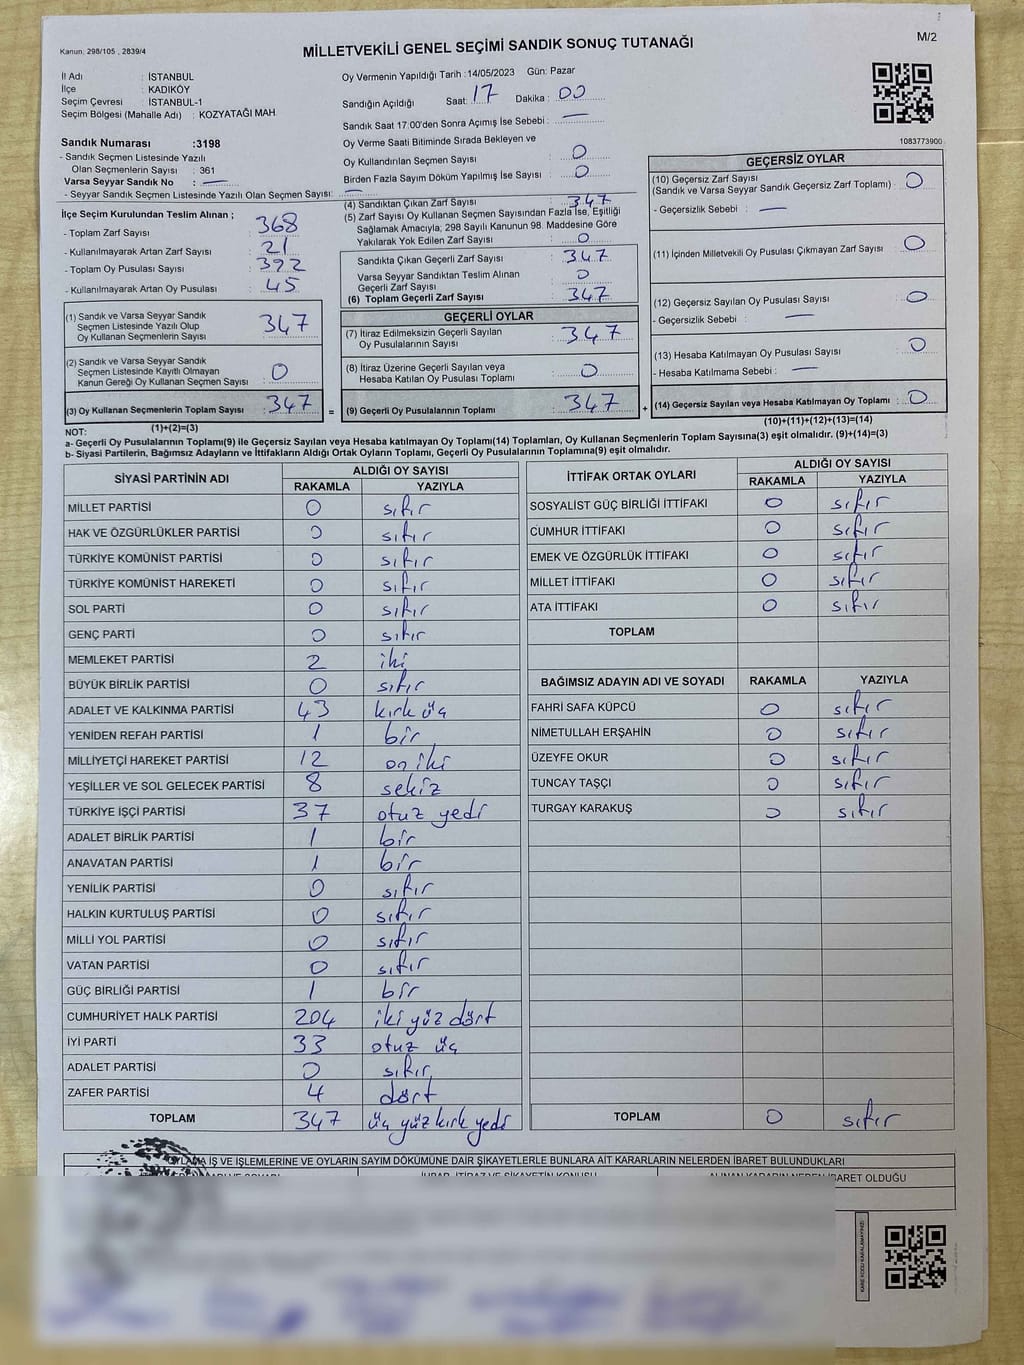 Kanun: 298/105 , 2839/4
MİLLETVEKİLİ GENEL SEÇİMİ SANDIK SONUÇ TUTANAĞI
M/2
İl Adı : İSTANBUL
İlçe : KADIKÖY
Seçim Çevresi : İSTANBUL-1
Seçim Bölgesi (Mahalle Adı) : KOZYATAĞI MAH.
Sandık Numarası :3198
- Sandık Seçmen Listesinde Yazılı
Olan Seçmenlerin Sayısı : 361
Varsa Seyyar Sandık No : —
- Seyyar Sandık Seçmen Listesinde Yazılı Olan Seçmen Sayısı: —
Oy Vermenin Yapıldığı Tarih :14/05/2023 Gün: Pazar
Sandığın Açıldığı Saat: 17 Dakika : 00
Sandık Saat 17:00'den Sonra Açımış İse Sebebi : —
Oy Verme Saati Bitiminde Sırada Bekleyen ve
Oy Kullandırılan Seçmen Sayısı : 0
Birden Fazla Sayım Döküm Yapılmış İse Sayısı : 0
1083773900
İlçe Seçim Kurulundan Teslim Alınan ;
- Toplam Zarf Sayısı : 368
- Kullanılmayarak Artan Zarf Sayısı : 21
- Toplam Oy Pusulası Sayısı : 392
- Kullanılmayarak Artan Oy Pusulası : 45
(1) Sandık ve Varsa Seyyar Sandık
Seçmen Listesinde Yazılı Olup
Oy Kullanan Seçmenlerin Sayısı : 347
(2) Sandık ve Varsa Seyyar Sandık
Seçmen Listesinde Kayıtlı Olmayan
Kanun Gereği Oy Kullanan Seçmen Sayısı : 0
(3) Oy Kullanan Seçmenlerin Toplam Sayısı : 347
(1)+(2)=(3)
(4) Sandıktan Çıkan Zarf Sayısı : 347
(5) Zarf Sayısı Oy Kullanan Seçmen Sayısından Fazla İse, Eşitliği
Sağlamak Amacıyla; 298 Sayılı Kanunun 98. Maddesine Göre
Yakılarak Yok Edilen Zarf Sayısı : 0
Sandıkta Çıkan Geçerli Zarf Sayısı : 347
Varsa Seyyar Sandıktan Teslim Alınan
Geçerli Zarf Sayısı : 0
(6) Toplam Geçerli Zarf Sayısı : 347
GEÇERLİ OYLAR
(7) İtiraz Edilmeksizin Geçerli Sayılan
Oy Pusulalarının Sayısı : 347
(8) İtiraz Üzerine Geçerli Sayılan veya
Hesaba Katılan Oy Pusulası Toplamı : 0
= (9) Geçerli Oy Pusulalarının Toplamı : 347
GEÇERSİZ OYLAR
(10) Geçersiz Zarf Sayısı
(Sandık ve Varsa Seyyar Sandık Geçersiz Zarf Toplamı) : 0
- Geçersizlik Sebebi : —
(11) İçinden Milletvekili Oy Pusulası Çıkmayan Zarf Sayısı : 0
(12) Geçersiz Sayılan Oy Pusulası Sayısı : 0
- Geçersizlik Sebebi : —
(13) Hesaba Katılmayan Oy Pusulası Sayısı : 0
- Hesaba Katılmama Sebebi : —
+ (14) Geçersiz Sayılan veya Hesaba Katılmayan Oy Toplamı : 0
(10)+(11)+(12)+(13)=(14)
NOT:
a- Geçerli Oy Pusulalarının Toplamı(9) ile Geçersiz Sayılan veya Hesaba katılmayan Oy Toplamı(14) Toplamları, Oy Kullanan Seçmenlerin Toplam Sayısına(3) eşit olmalıdır. (9)+(14)=(3)
b- Siyasi Partilerin, Bağımsız Adayların ve İttifakların Aldığı Ortak Oyların Toplamı, Geçerli Oy Pusulalarının Toplamına(9) eşit olmalıdır.
SİYASİ PARTİNİN ADI ALDIĞI OY SAYISI
RAKAMLA YAZIYLA
MİLLET PARTİSİ 0 sıfır
HAK VE ÖZGÜRLÜKLER PARTİSİ 0 sıfır
TÜRKİYE KOMÜNİST PARTİSİ 0 sıfır
TÜRKİYE KOMÜNİST HAREKETİ 0 sıfır
SOL PARTİ 0 sıfır
GENÇ PARTİ 0 sıfır
MEMLEKET PARTİSİ 2 iki
BÜYÜK BİRLİK PARTİSİ 0 sıfır
ADALET VE KALKINMA PARTİSİ 43 kırk üç
YENİDEN REFAH PARTİSİ 1 bir
MİLLİYETÇİ HAREKET PARTİSİ 12 on iki
YEŞİLLER VE SOL GELECEK PARTİSİ 8 sekiz
TÜRKİYE İŞÇİ PARTİSİ 37 otuz yedi
ADALET BİRLİK PARTİSİ 1 bir
ANAVATAN PARTİSİ 1 bir
YENİLİK PARTİSİ 0 sıfır
HALKIN KURTULUŞ PARTİSİ 0 sıfır
MİLLİ YOL PARTİSİ 0 sıfır
VATAN PARTİSİ 0 sıfır
GÜÇ BİRLİĞİ PARTİSİ 1 bir
CUMHURİYET HALK PARTİSİ 204 iki yüz dört
İYİ PARTİ 33 otuz üç
ADALET PARTİSİ 0 sıfır
ZAFER PARTİSİ 4 dört
TOPLAM 347 üç yüz kırk yedi
İTTİFAK ORTAK OYLARI ALDIĞI OY SAYISI
RAKAMLA YAZIYLA
SOSYALİST GÜÇ BİRLİĞİ İTTİFAKI 0 sıfır
CUMHUR İTTİFAKI 0 sıfır
EMEK VE ÖZGÜRLÜK İTTİFAKI 0 sıfır
MİLLET İTTİFAKI 0 sıfır
ATA İTTİFAKI 0 sıfır
TOPLAM
BAĞIMSIZ ADAYIN ADI VE SOYADI RAKAMLA YAZIYLA
FAHRİ SAFA KÜPCÜ 0 sıfır
NİMETULLAH ERŞAHİN 0 sıfır
ÜZEYFE OKUR 0 sıfır
TUNCAY TAŞÇI 0 sıfır
TURGAY KARAKUŞ 0 sıfır
TOPLAM 0 sıfır
OYLAMA İŞ VE İŞLEMLERİNE VE OYLARIN SAYIM DÖKÜMÜNE DAİR ŞİKAYETLERLE BUNLARA AİT KARARLARIN NELERDEN İBARET BULUNDUKLARI
İHBAR, İTİRAZ VE ŞİKAYETİN KONUSU ALINAN KARARIN NEDEN İBARET OLDUĞU
KARE KODU KARALAMAYINIZ!